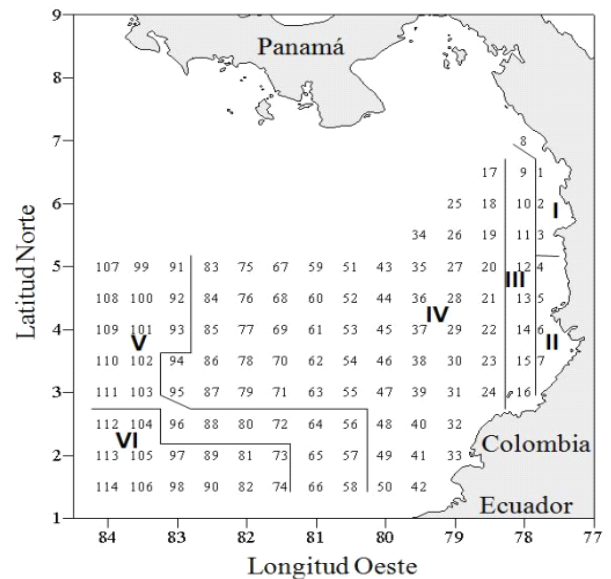 9
Panamá
8
7
8
17 9 1
6
25 18 10 2
I
34 26 19 11 3
5
107 99 91 83 75 67 59 51 43 35 27 20 12 4
III
108 100 92 84 76 68 60 52 44 36 28 21 13 5
IV
4
109 101 93 85 77 69 61 53 45 37 29 22 14 6
V
II
110 102 94 86 78 70 62 54 46 38 30 23 15 7
3
111 103 95 87 79 71 63 55 47 39 31 24 16
112 104 96 88 80 72 64 56 48 40 32
VI
Colombia
2
113 105 97 89 81 73 65 57 49 41 33
114 106 98 90 82 74 66 58 50 42
Ecuador
1
84 83 82 81 80 79 78 77
Longitud Oeste
Latitud Norte